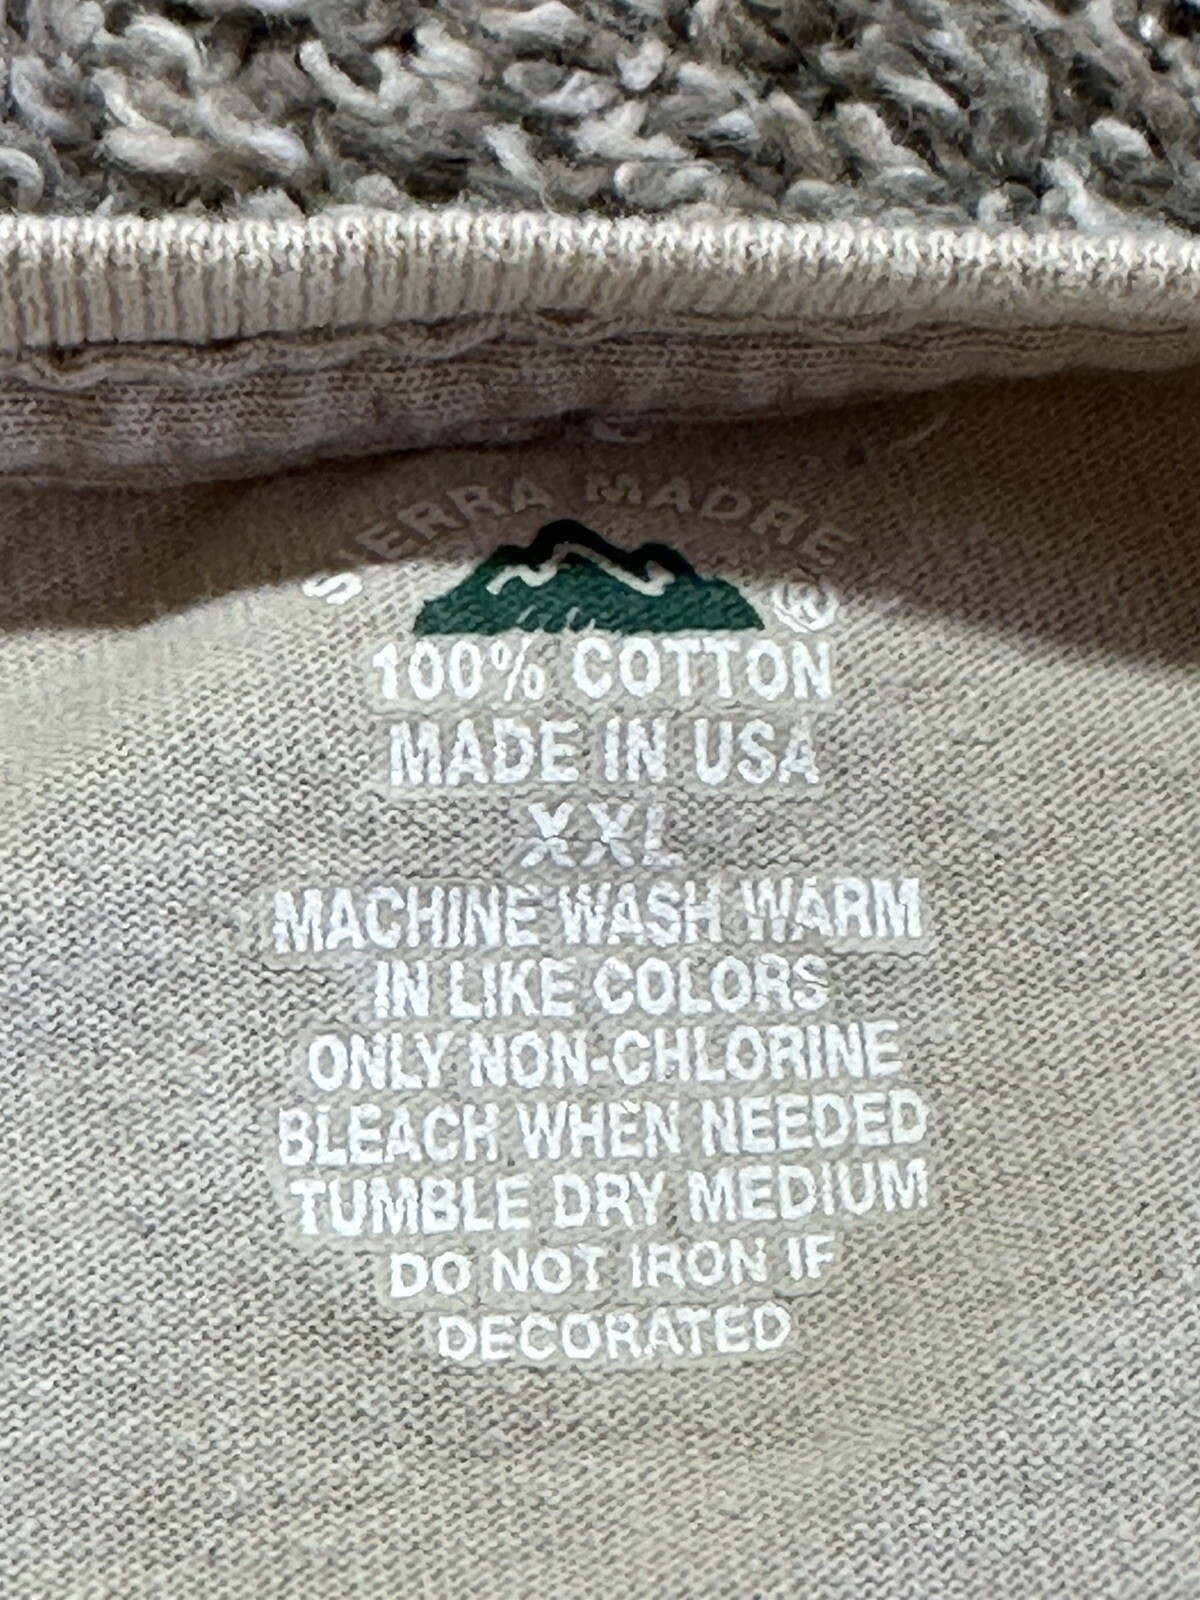 SIERRA MADRE
®
100% COTTON
MADE IN USA
XXL
MACHINE WASH WARM
IN LIKE COLORS
ONLY NON-CHLORINE
BLEACH WHEN NEEDED
TUMBLE DRY MEDIUM
DO NOT IRON IF
DECORATED